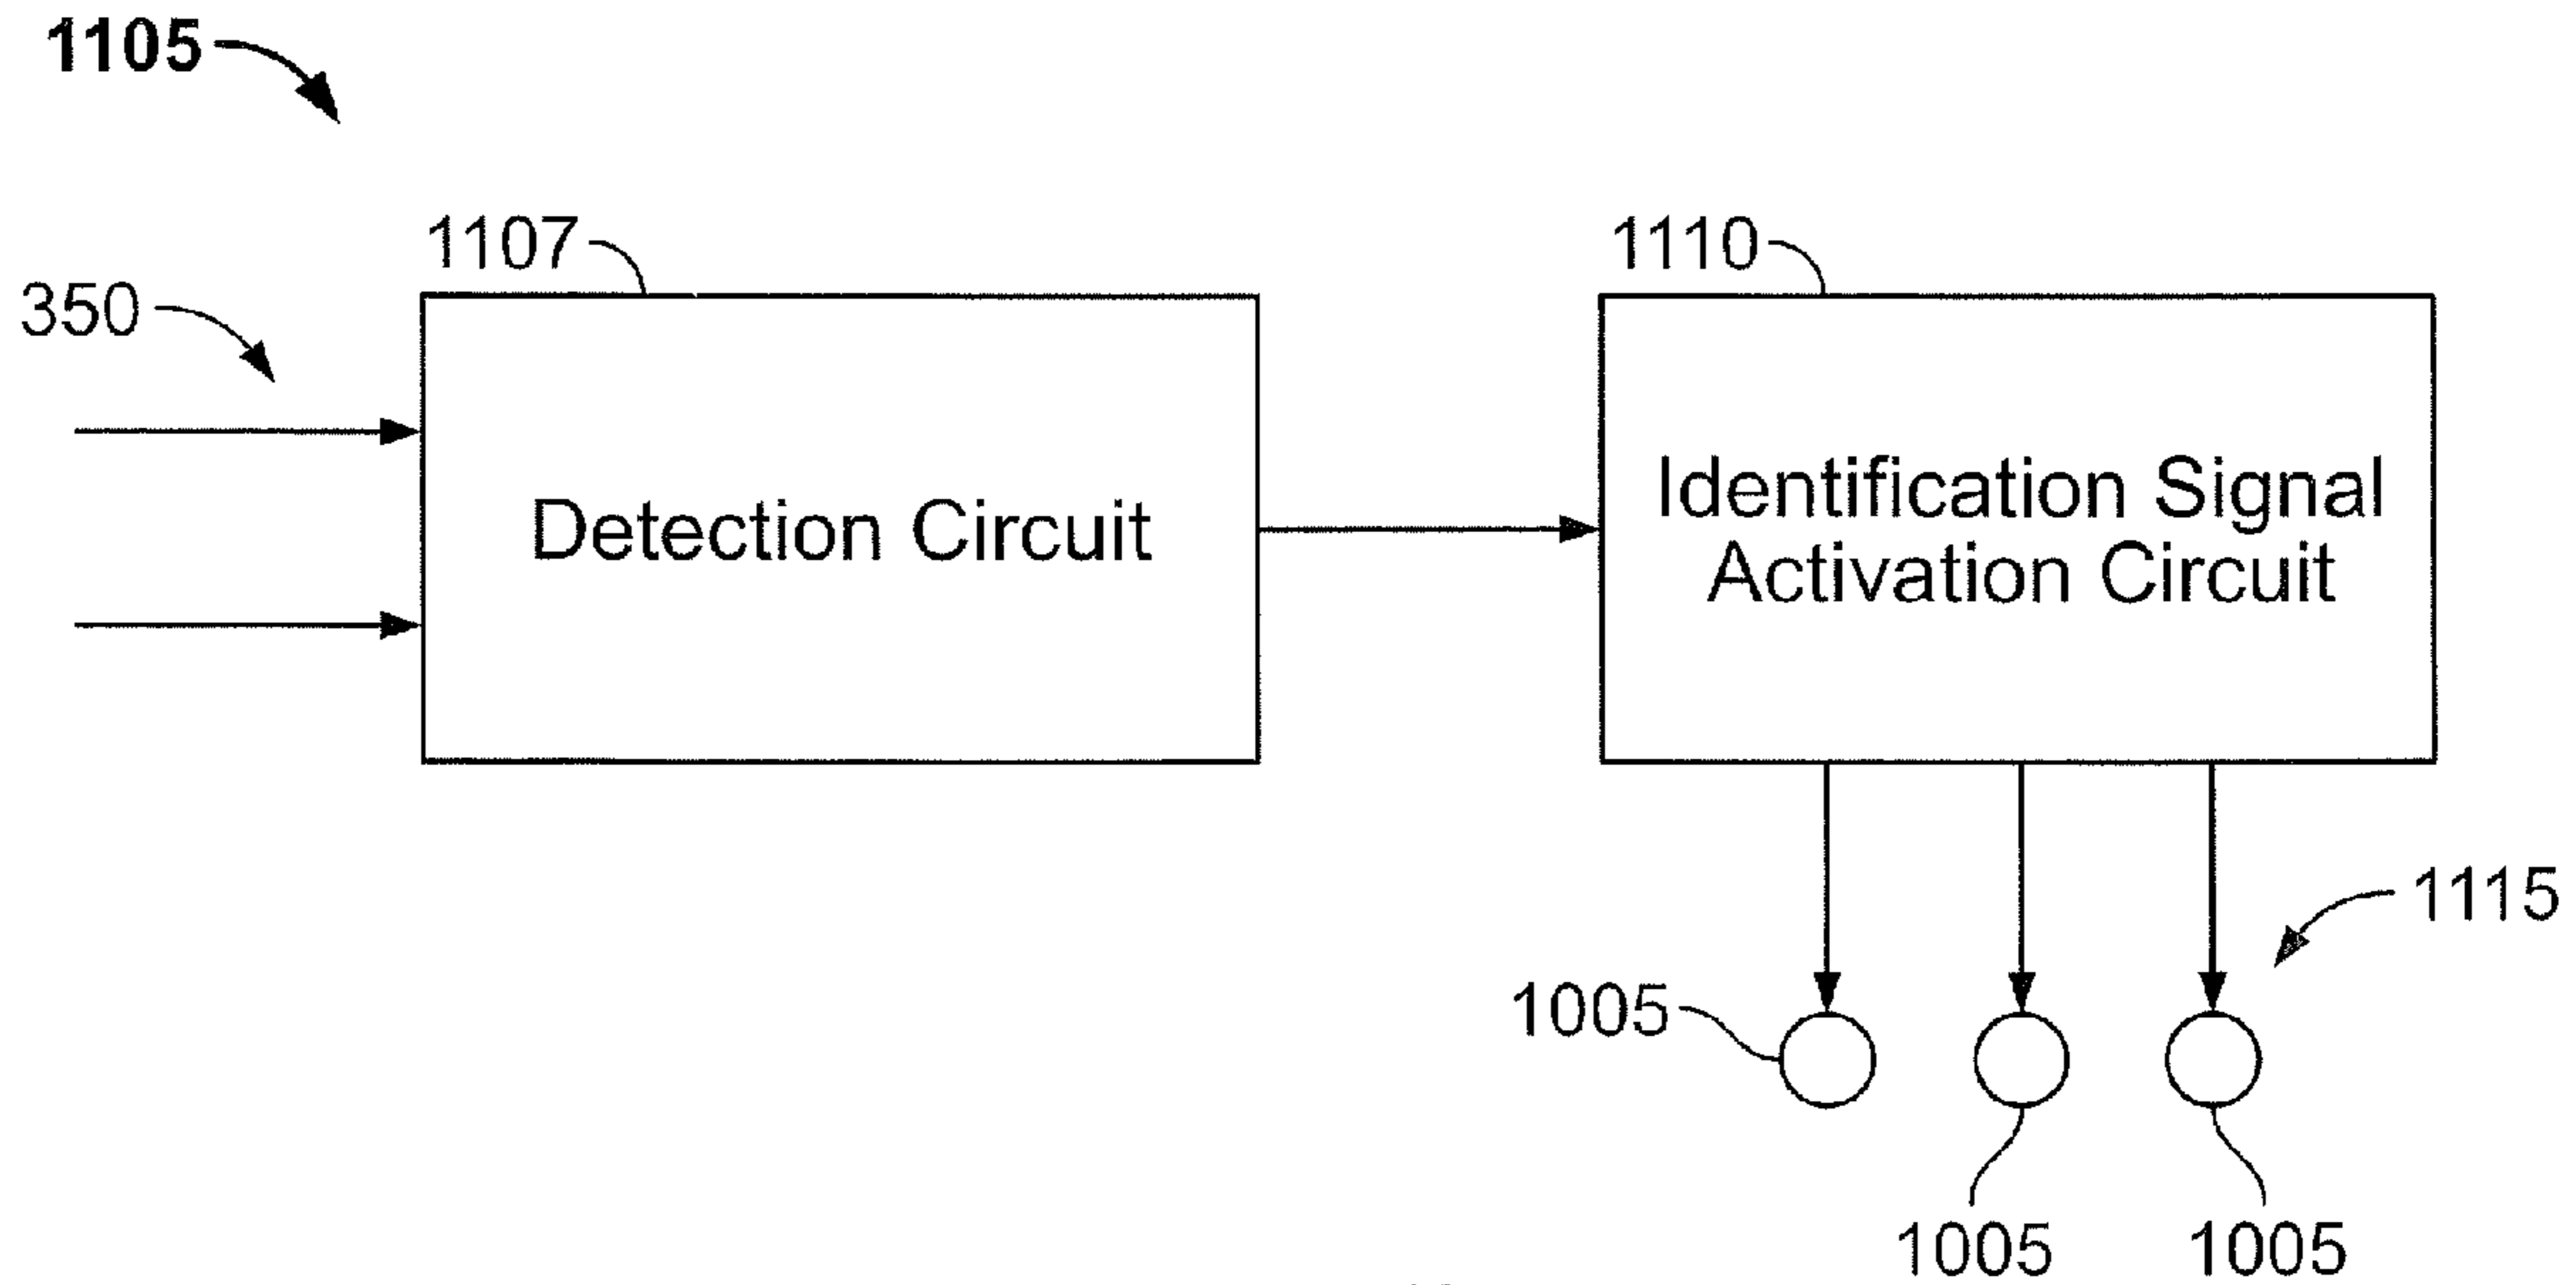 1105
1107
1110
350
Detection Circuit
Identification Signal
Activation Circuit
1115
1005
1005
1005